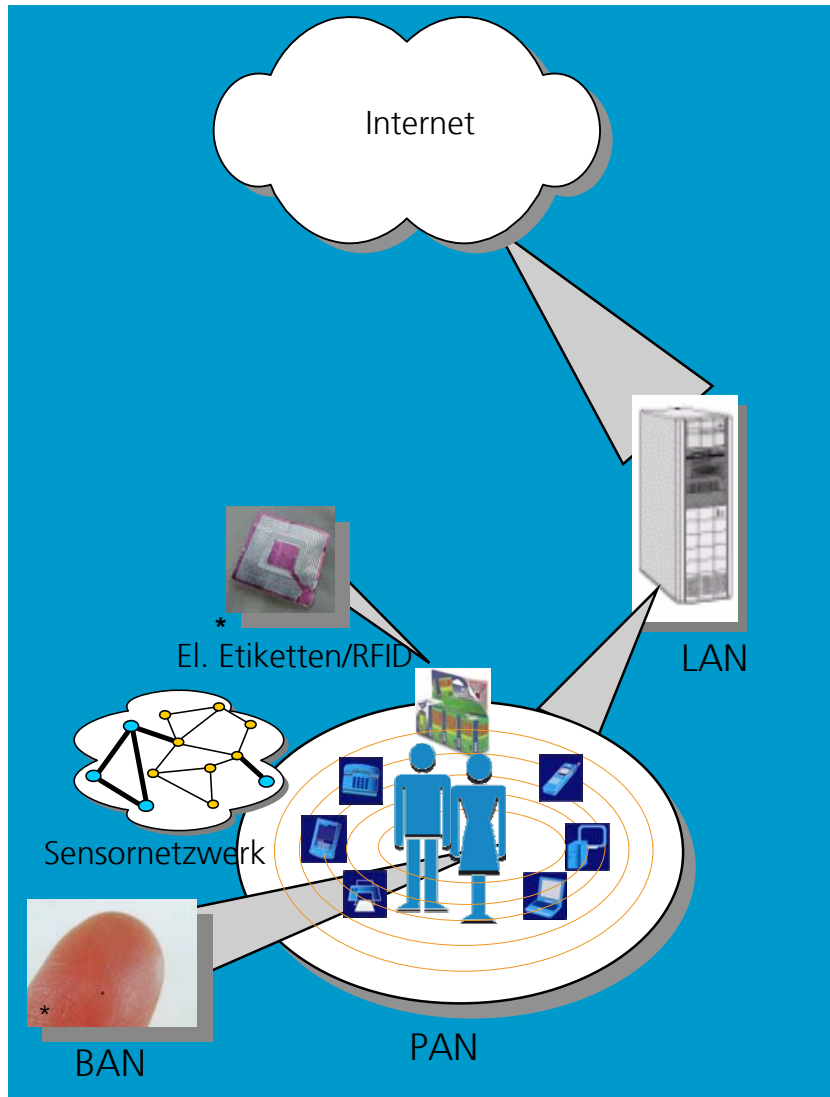 Internet
*
El. Etiketten/RFID
LAN
Sensornetzwerk
*
BAN
PAN